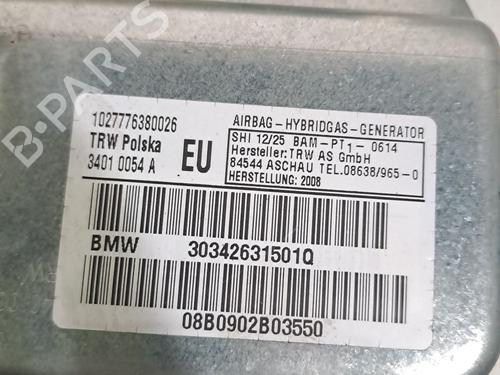 B-PARTS
1027776380026
TRW Polska
3401 0054 A
EU
AIRBAG-HYBRIDGAS-GENERATOR
SHI 12/25 BAM-PT1-0614
Hersteller: TRW AS GmbH
84544 ASCHAU TEL.08638/965-0
HERSTELLUNG: 2008
BMW 30342631501Q
08B0902B03550